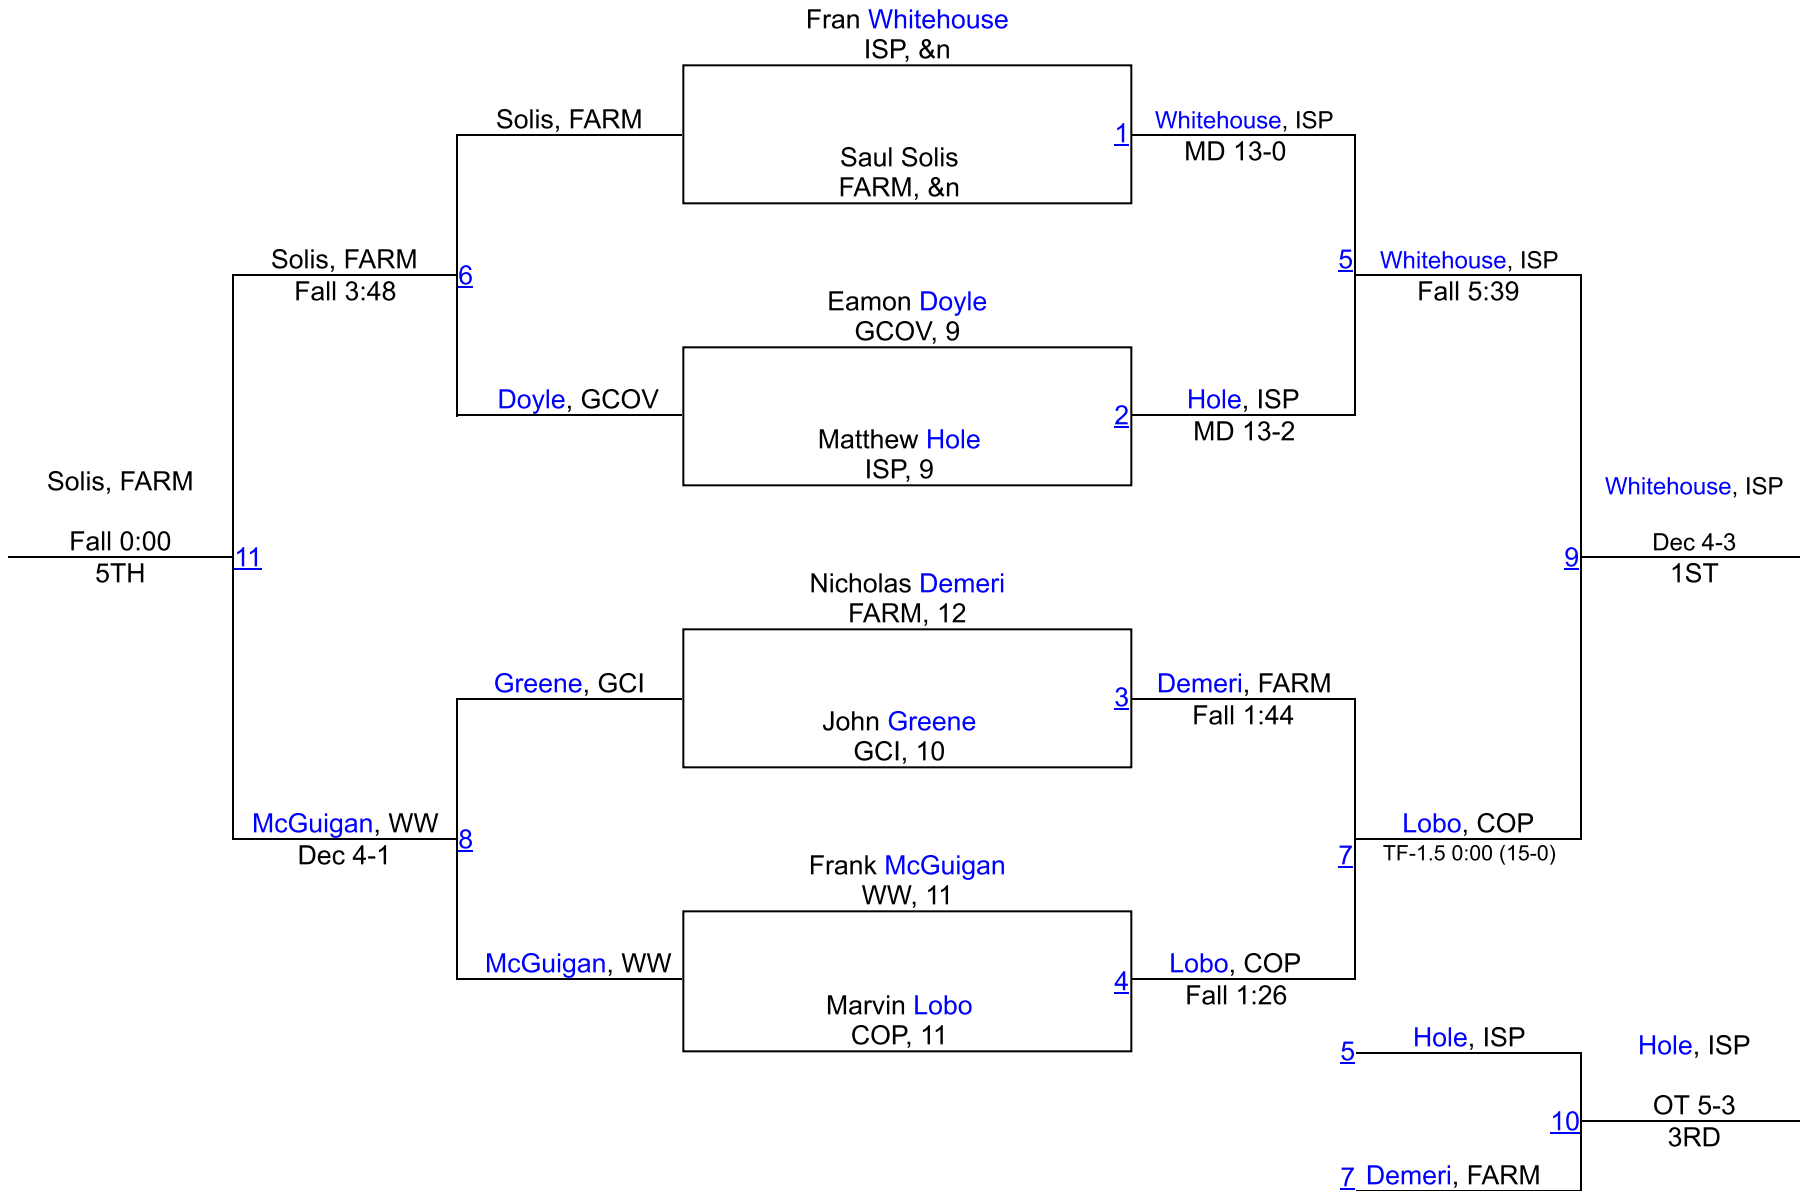 Fran Whitehouse
ISP, &n
Solis, FARM
1
Whitehouse, ISP
MD 13-0
Saul Solis
FARM, &n
Solis, FARM
Fall 3:48
6
5
Whitehouse, ISP
Fall 5:39
Eamon Doyle
GCOV, 9
Doyle, GCOV
2
Hole, ISP
MD 13-2
Matthew Hole
ISP, 9
Solis, FARM
Fall 0:00
5TH
11
Whitehouse, ISP
9
Dec 4-3
1ST
Nicholas Demeri
FARM, 12
Greene, GCI
3
Demeri, FARM
Fall 1:44
John Greene
GCI, 10
McGuigan, WW
Dec 4-1
8
7
Lobo, COP
TF-1.5 0:00 (15-0)
Frank McGuigan
WW, 11
McGuigan, WW
4
Lobo, COP
Fall 1:26
Marvin Lobo
COP, 11
5
Hole, ISP
Hole, ISP
10
OT 5-3
3RD
7
Demeri, FARM